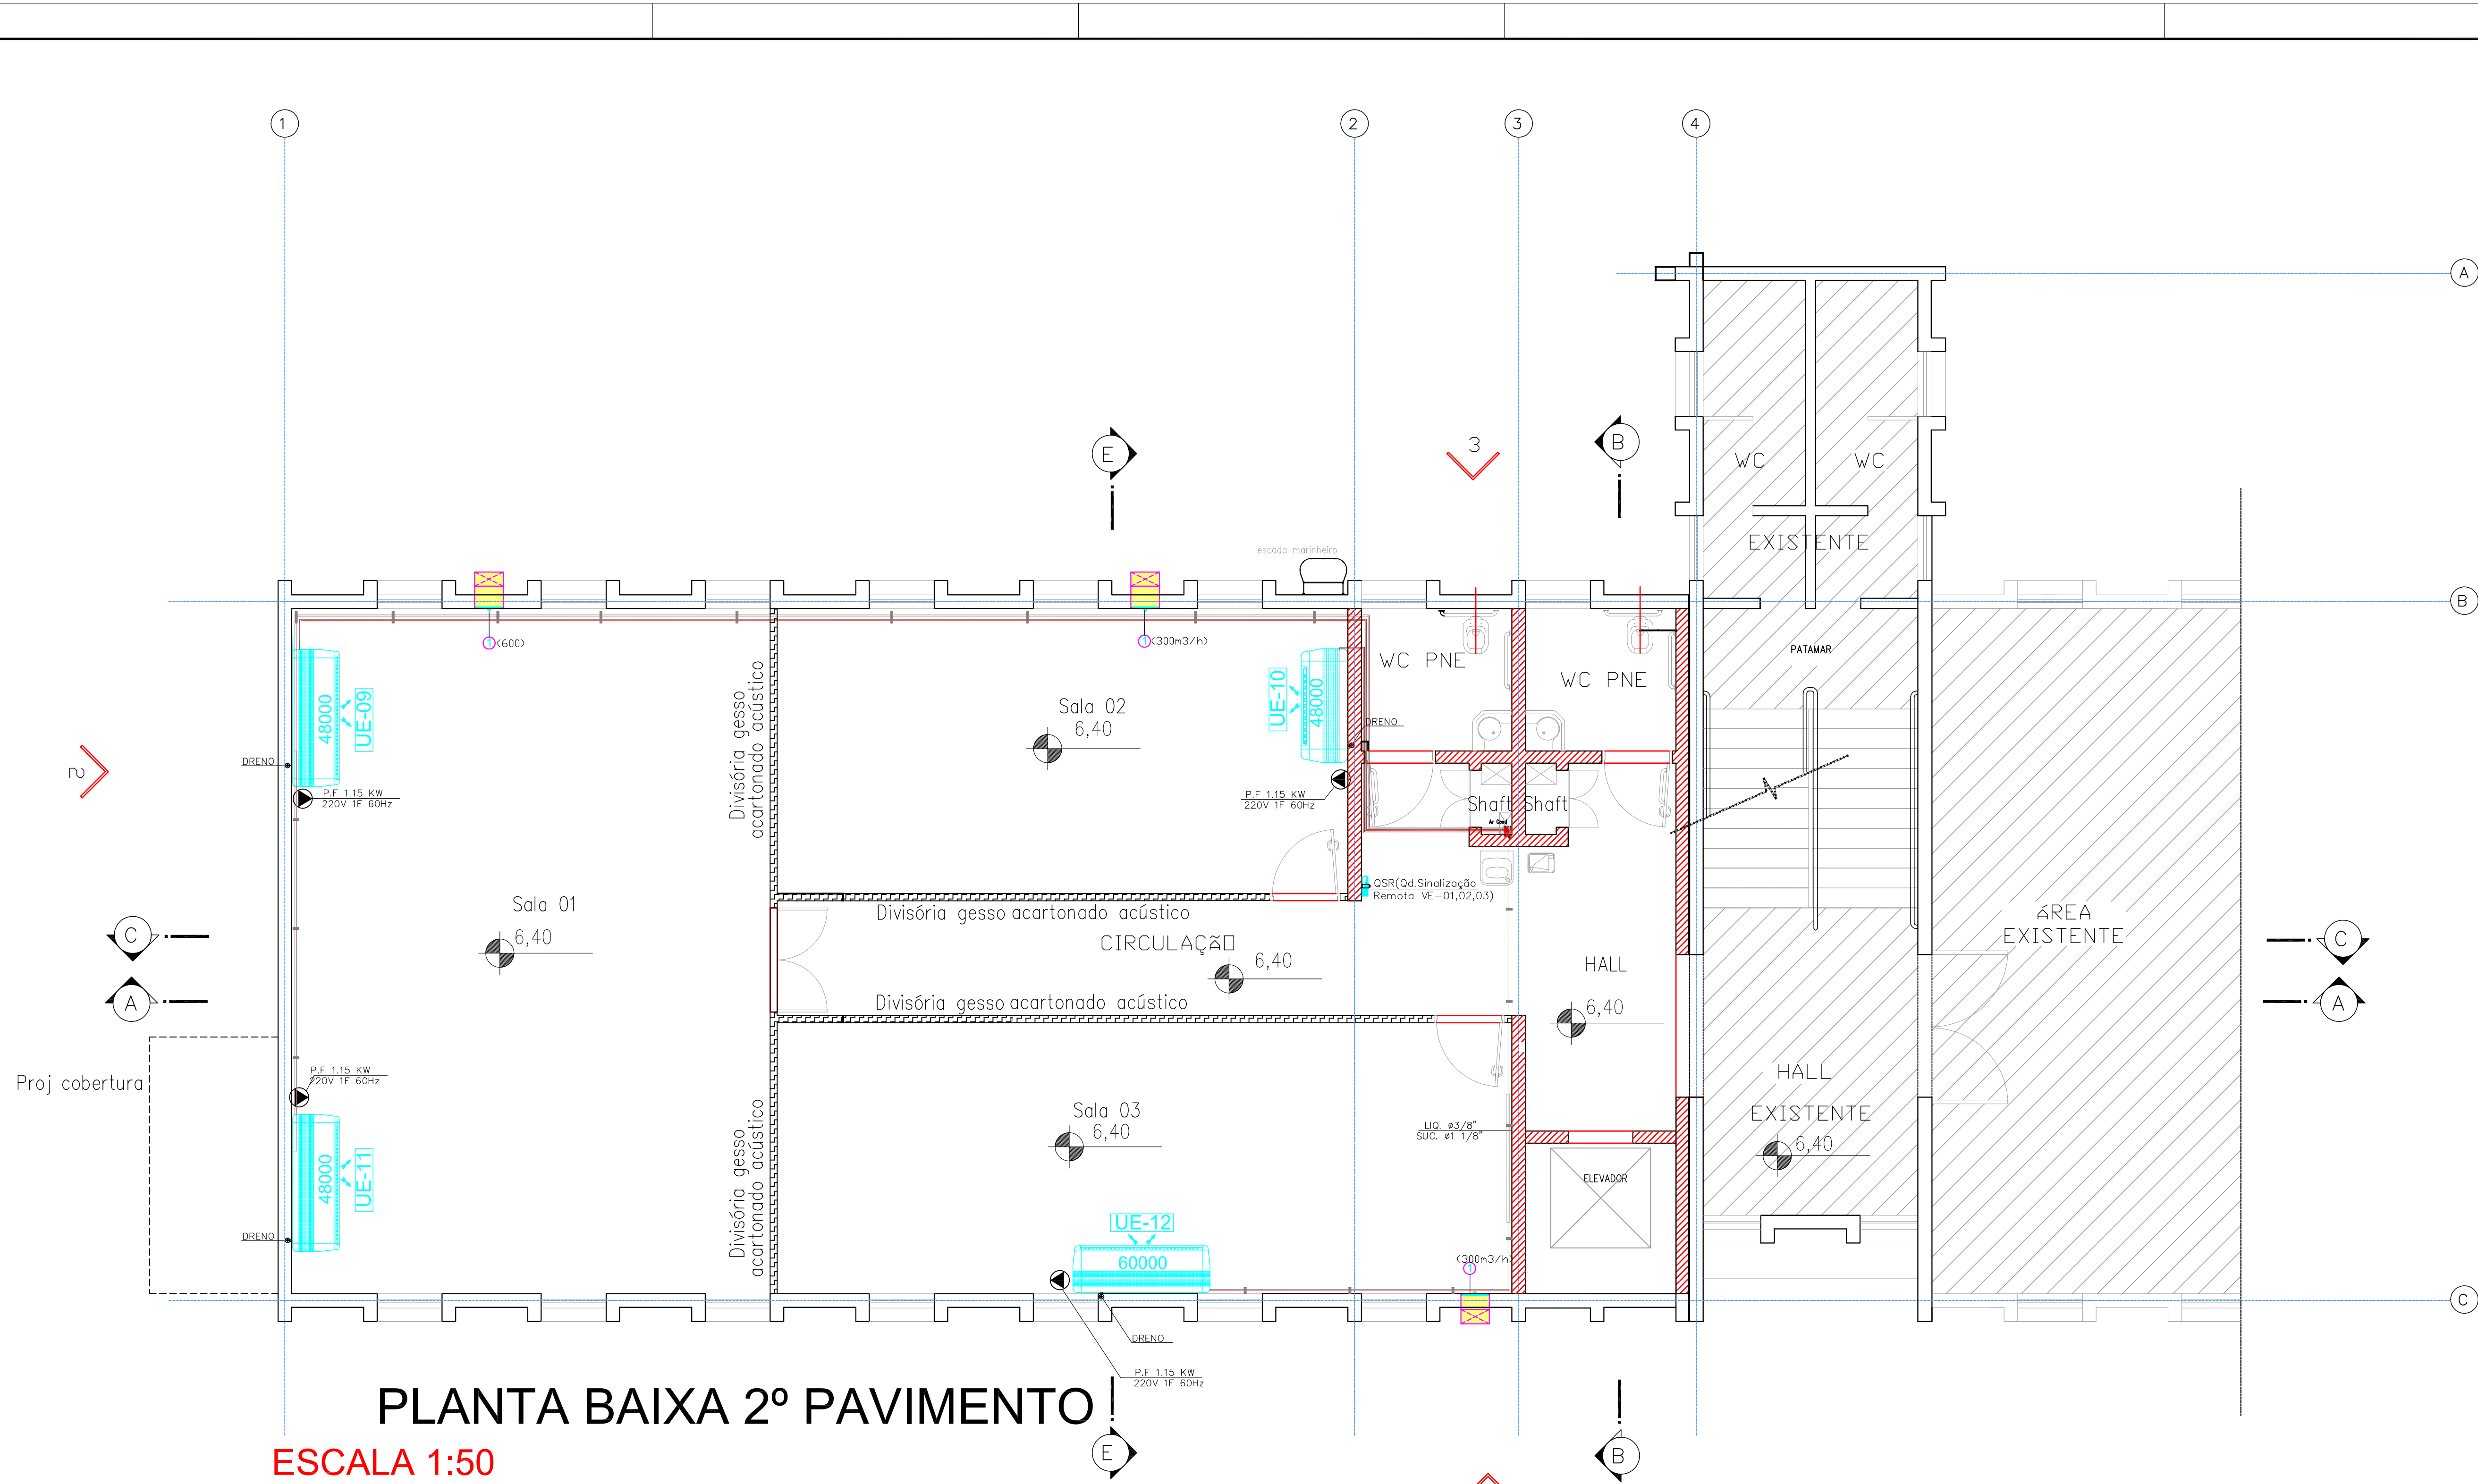 1
2
3
4
A
E
3
B
WC
WC
EXISTENTE
escada marinheiro
B
1(600)
1(300m3/h)
PATAMAR
WC PNE
WC PNE
48000
UE-09
Divisória gesso
acartonado acústico
Sala 02
6,40
UE-10
48000
DRENO
2
DRENO
P.F 1.15 KW
220V 1F 60Hz
P.F 1.15 KW
220V 1F 60Hz
Shaft
Shaft
Ar Cond
N
QSR(Qd.Sinalização
Remota VE-01,02,03)
Sala 01
6,40
Divisória gesso acartonado acústico
CIRCULAÇã
6,40
Divisória gesso acartonado acústico
HALL
6,40
áREA
EXISTENTE
C
C
A
A
Proj cobertura
P.F 1.15 KW
220V 1F 60Hz
HALL
EXISTENTE
6,40
Sala 03
6,40
LIQ. ø3/8"
SUC. ø1 1/8"
48000
UE-11
Divisória gesso
acartonado acústico
ELEVADOR
DRENO
UE-12
60000
(300m3/h)
1
C
DRENO
P.F 1.15 KW
220V 1F 60Hz
PLANTA BAIXA 2º PAVIMENTO
ESCALA 1:50
E
B